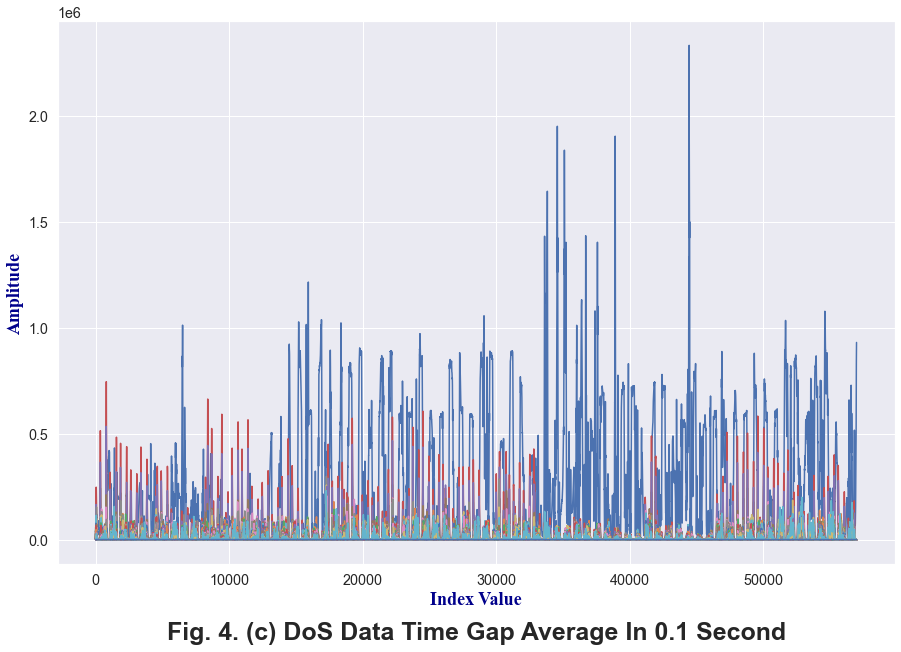 1e6
2.0
1.5
1.0
0.5
0.0
Amplitude
0 10000 20000 30000 40000 50000
Index Value
Fig. 4. (c) DoS Data Time Gap Average In 0.1 Second